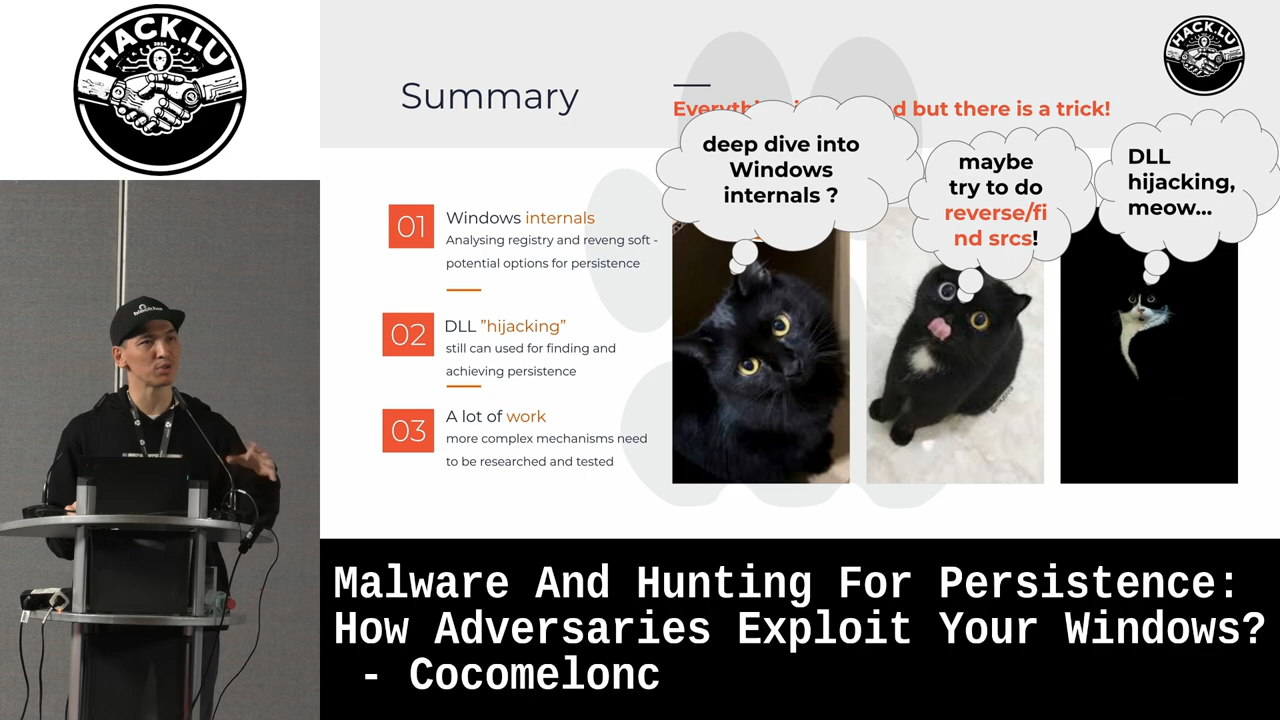 HACK.LU
2024
Summary
d but there is a trick!
deep dive into
Windows
internals ?
maybe
try to do
reverse/fi
nd srcs!
DLL
hijacking,
meow...
01
Windows internals
Analysing registry and reveng soft -
potential options for persistence
02
DLL ”hijacking”
still can used for finding and
achieving persistence
03
A lot of work
more complex mechanisms need
to be researched and tested
HACK.LU
Malware And Hunting For Persistence:
How Adversaries Exploit Your Windows?
- Cocomelonc